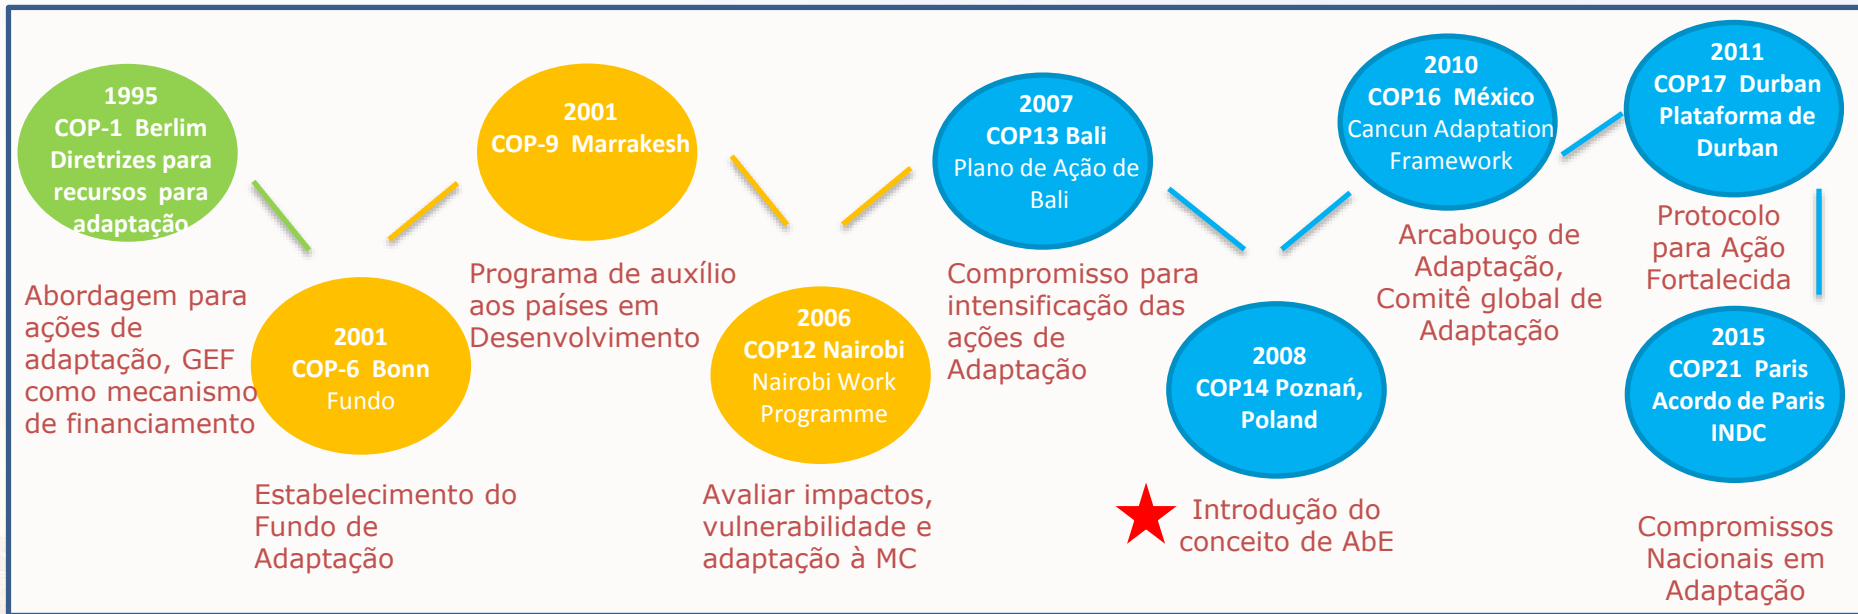 1995
COP-1 Berlim
Diretrizes para
recursos para
adaptação
Abordagem para
ações de
adaptação, GEF
como mecanismo
de financiamento
2001
COP-6 Bonn
Fundo
Estabelecimento do
Fundo de
Adaptação
2001
COP-9 Marrakesh
Programa de auxílio
aos países em
Desenvolvimento
2006
COP12 Nairobi
Nairobi Work
Programme
Avaliar impactos,
vulnerabilidade e
adaptação à MC
2007
COP13 Bali
Plano de Ação de
Bali
Compromisso para
intensificação das
ações de
Adaptação
2008
COP14 Poznań,
Poland
Introdução do
conceito de AbE
2010
COP16 México
Cancun Adaptation
Framework
Arcabouço de
Adaptação,
Comitê global de
Adaptação
2011
COP17 Durban
Plataforma de
Durban
Protocolo
para Ação
Fortalecida
2015
COP21 Paris
Acordo de Paris
INDC
Compromissos
Nacionais em
Adaptação